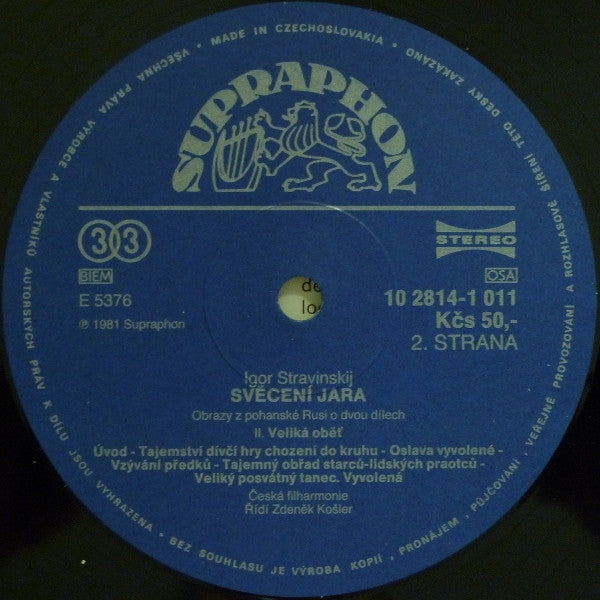 • MADE IN CZECHOSLOVAKIA • VŠECHNA PRÁVA VÝROBCE A VLASTNÍKŮ AUTORSKÝCH PRÁV K DÍLU JSOU VYHRAZENA • BEZ SOUHLASU JE VÝROBA KOPIÍ, PRONÁJEM, PŮJČOVÁNÍ, VEŘEJNÉ PROVOZOVÁNÍ A ROZHLASOVÉ ŠÍŘENÍ TÉTO DESKY ZAKÁZÁNO
SUPRAPHON
33
STEREO
BIEM
OSA
E 5376
10 2814-1 011
℗ 1981 Supraphon
Kčs 50,-
2. STRANA
de
lo
Igor Stravinskij
SVĚCENÍ JARA
Obrazy z pohanské Rusi o dvou dílech
II. Veliká oběť
Úvod - Tajemství dívčí hry chození do kruhu - Oslava vyvolené -
Vzývání předků - Tajemný obřad starců-lidských praotců -
Veliký posvátný tanec. Vyvolená
Česká filharmonie
Řídí Zdeněk Košler